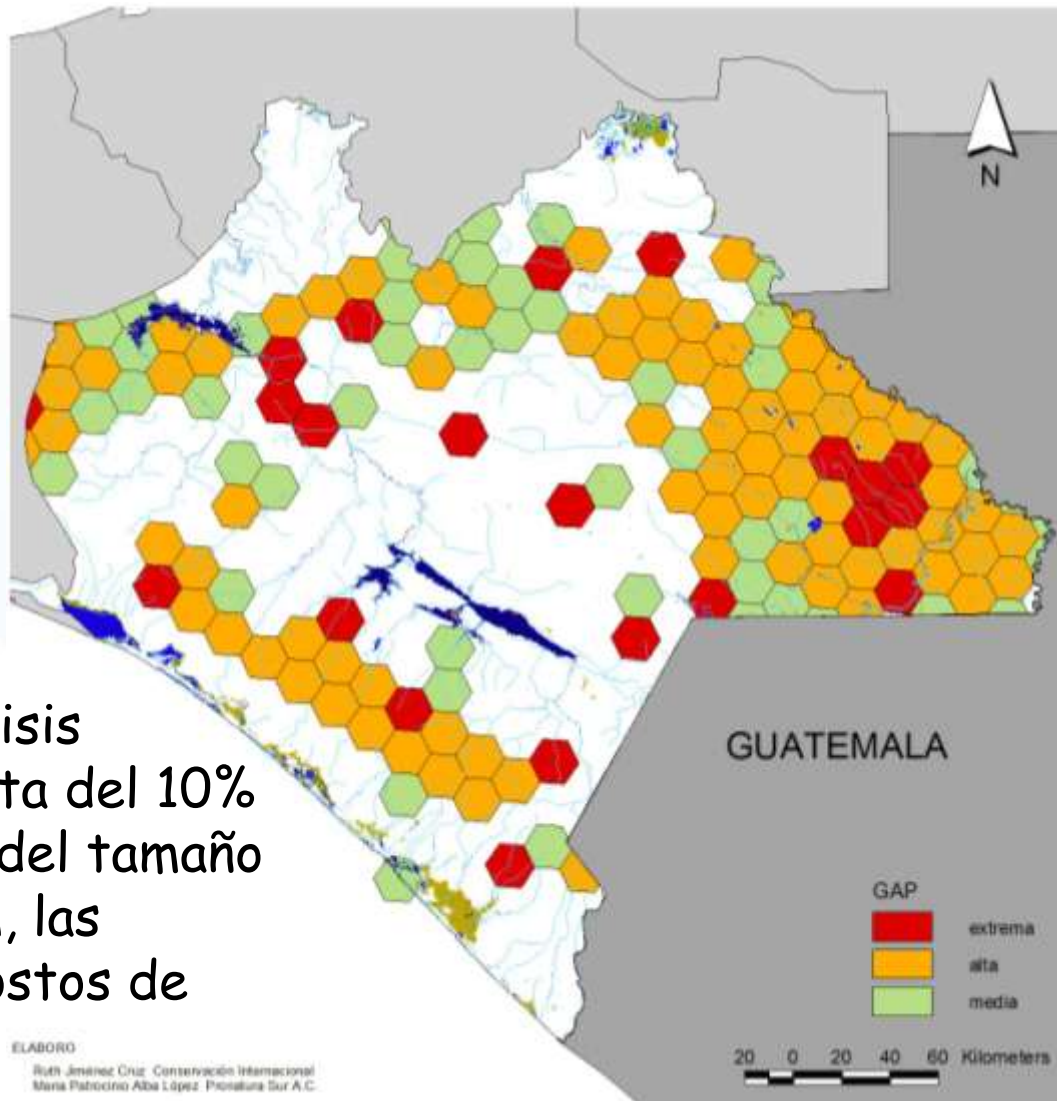 N
isis
ta del 10%
del tamaño
, las
ostos de
GUATEMALA
GAP
extrema
alta
media
20 0 20 40 60 Kilometers
ELABORO
Ruth Jiménez Cruz Conservación Internacional
Maria Patrocinio Alba López Pronatura Sur A.C.